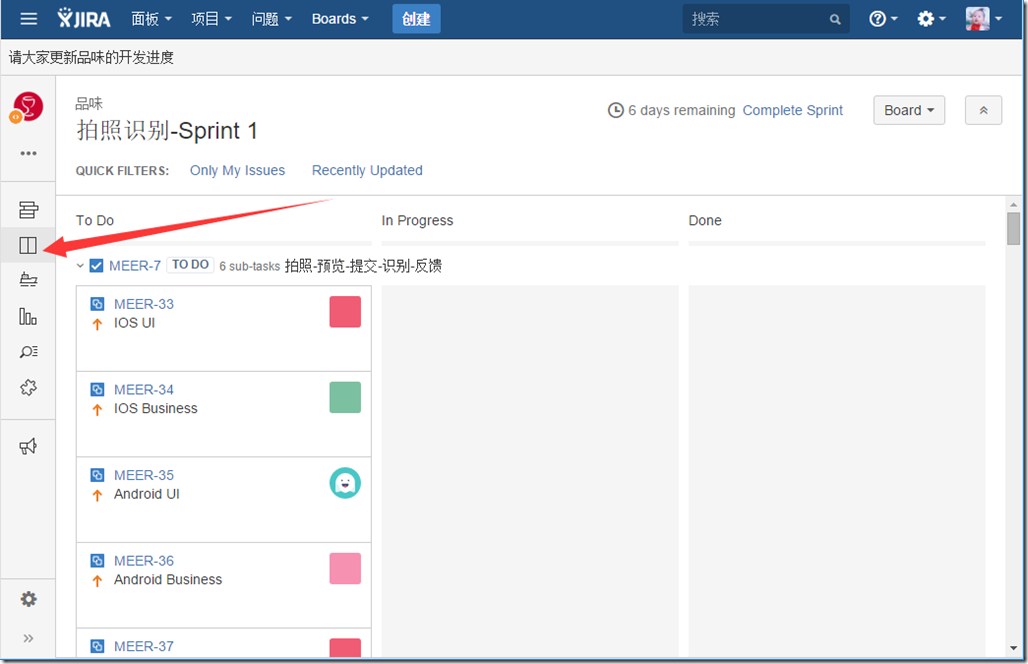 JIRA 面板 项目 问题 Boards 创建 搜索
请大家更新品味的开发进度
品味
拍照识别-Sprint 1
6 days remaining Complete Sprint Board
QUICK FILTERS: Only My Issues Recently Updated
To Do In Progress Done
MEER-7 TO DO 6 sub-tasks 拍照-预览-提交-识别-反馈
MEER-33
IOS UI
MEER-34
IOS Business
MEER-35
Android UI
MEER-36
Android Business
MEER-37